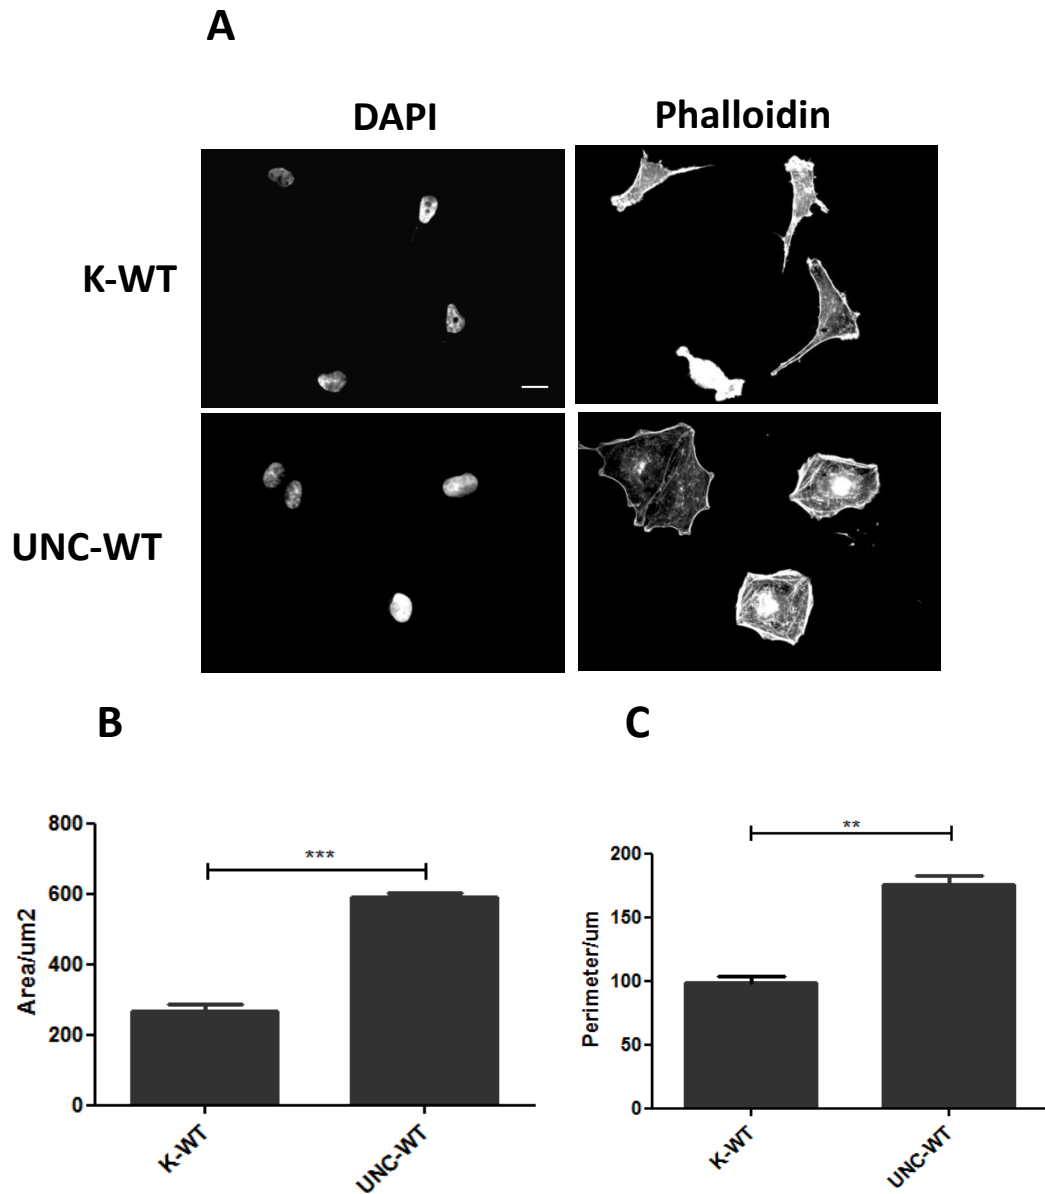 A
DAPI
Phalloidin
K-WT
UNC-WT
B
C
800
600
400
200
0
Area/um2
***
K-WT
UNC-WT
200
150
100
50
0
Perimeter/um
**
K-WT
UNC-WT